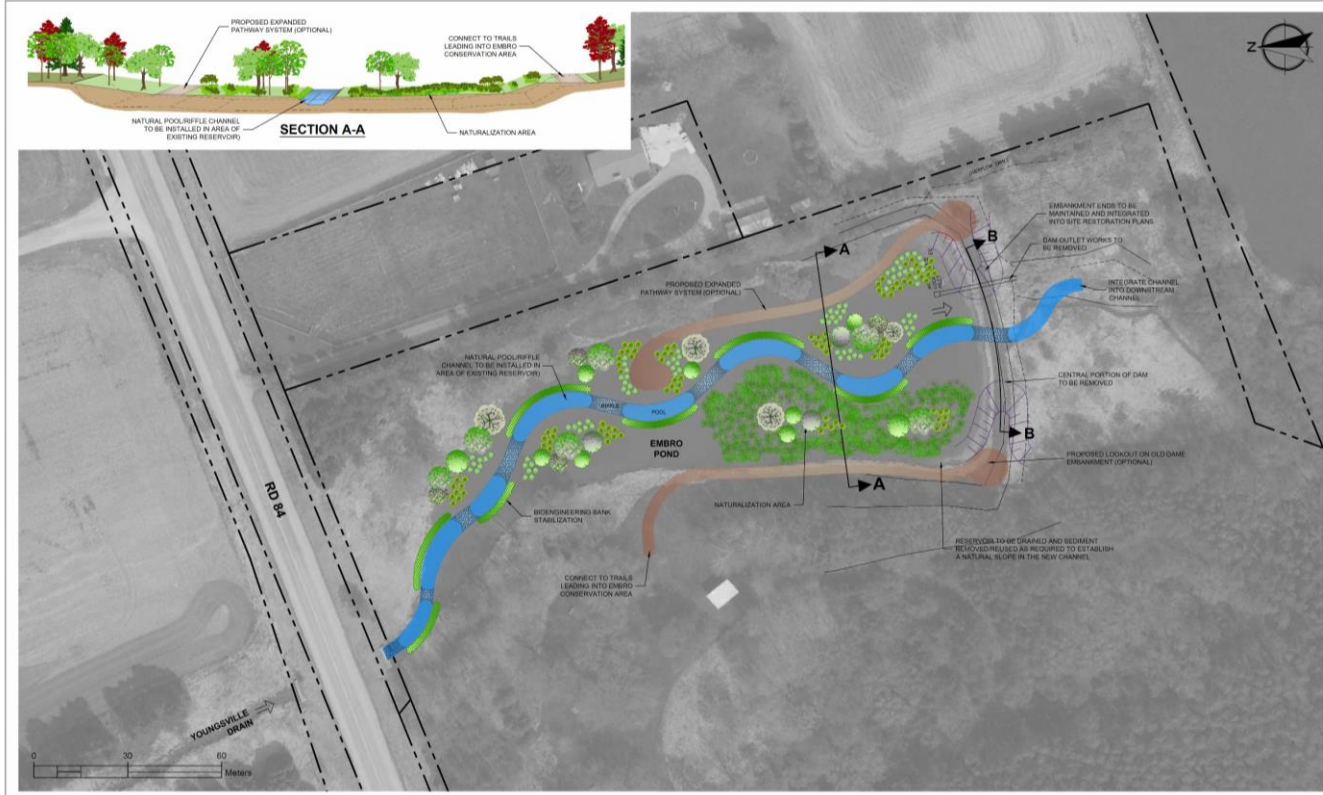 PROPOSED EXPANDED
PATHWAY SYSTEM (OPTIONAL)
CONNECT TO TRAILS
LEADING INTO EMBRO
CONSERVATION AREA
NATURAL POOL/RIFFLE CHANNEL
TO BE INSTALLED IN AREA OF
EXISTING RESERVOIR)
SECTION A-A
NATURALIZATION AREA
Z
EMBANKMENT ENDS TO BE
MAINTAINED AND INTEGRATED
INTO SITE RESTORATION PLANS
B
A
DAM OUTLET WORKS TO
BE REMOVED
INTEGRATE CHANNEL
INTO DOWNSTREAM
CHANNEL
PROPOSED EXPANDED
PATHWAY SYSTEM (OPTIONAL)
NATURAL POOL/RIFFLE
CHANNEL TO BE INSTALLED IN
AREA OF EXISTING RESERVOIR)
CENTRAL PORTION OF DAM
TO BE REMOVED
RIFFLE
POOL
B
EMBRO
POND
PROPOSED LOOKOUT ON OLD DAME
EMBANKMENT (OPTIONAL)
A
RD 84
NATURALIZATION AREA
BIOENGINEERING BANK
STABILIZATION
RESERVOIR TO BE DRAINED AND SEDIMENT
REMOVED/REUSED AS REQUIRED TO ESTABLISH
A NATURAL SLOPE IN THE NEW CHANNEL
CONNECT TO TRAILS
LEADING INTO EMBRO
CONSERVATION AREA
YOUNGSVILLE
DRAIN
0 30 60
Meters